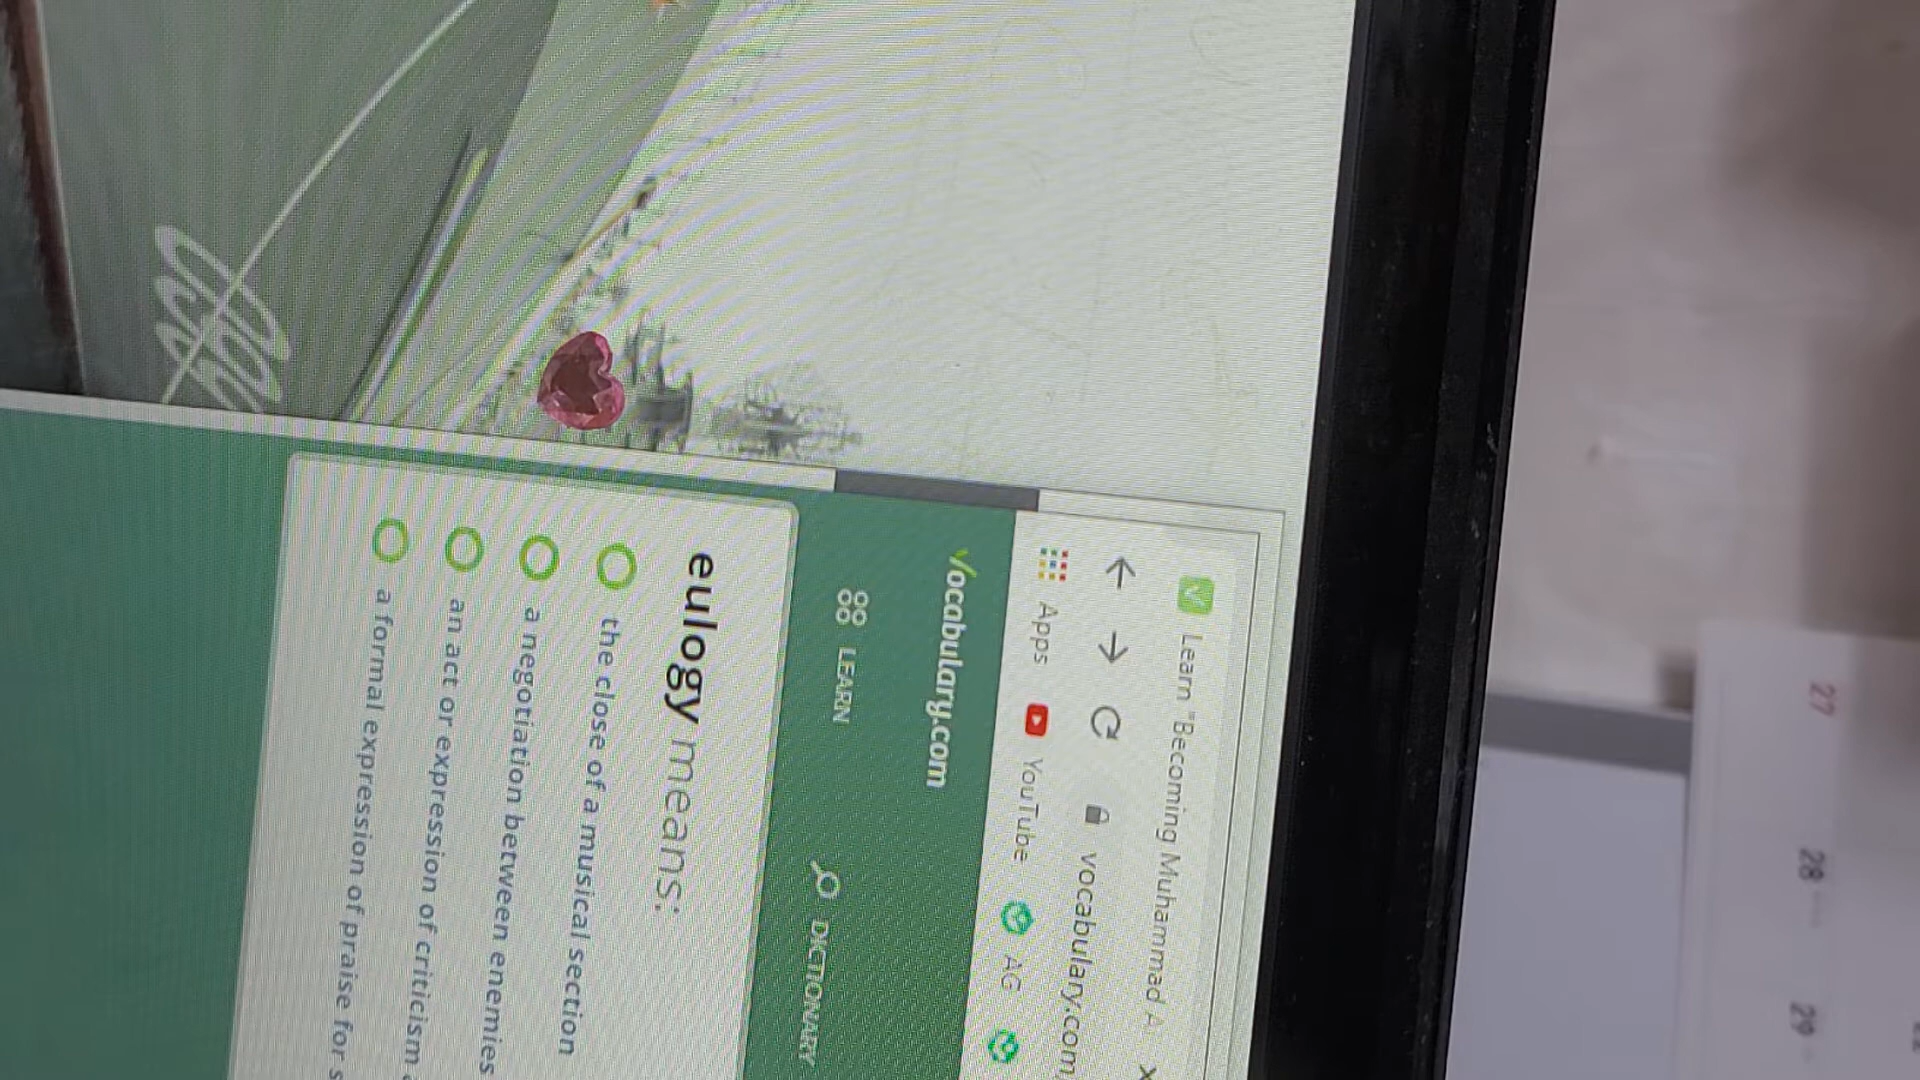 Learn "Becoming Muhammad A
vocabulary.com
Apps YouTube AG
Vocabulary.com
LEARN DICTIONARY
eulogy means:
the close of a musical section
a negotiation between enemies
an act or expression of criticism
a formal expression of praise for s
27 28 29